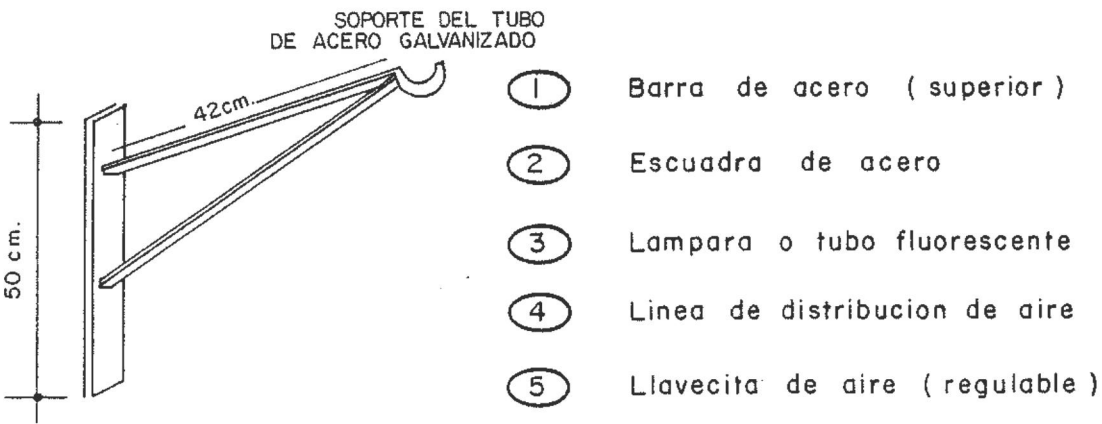 SOPORTE DEL TUBO
DE ACERO GALVANIZADO
42cm.
50 cm.
1 Barra de acero ( superior )
2 Escuadra de acero
3 Lampara o tubo fluorescente
4 Linea de distribucion de aire
5 Llavecita de aire ( regulable )